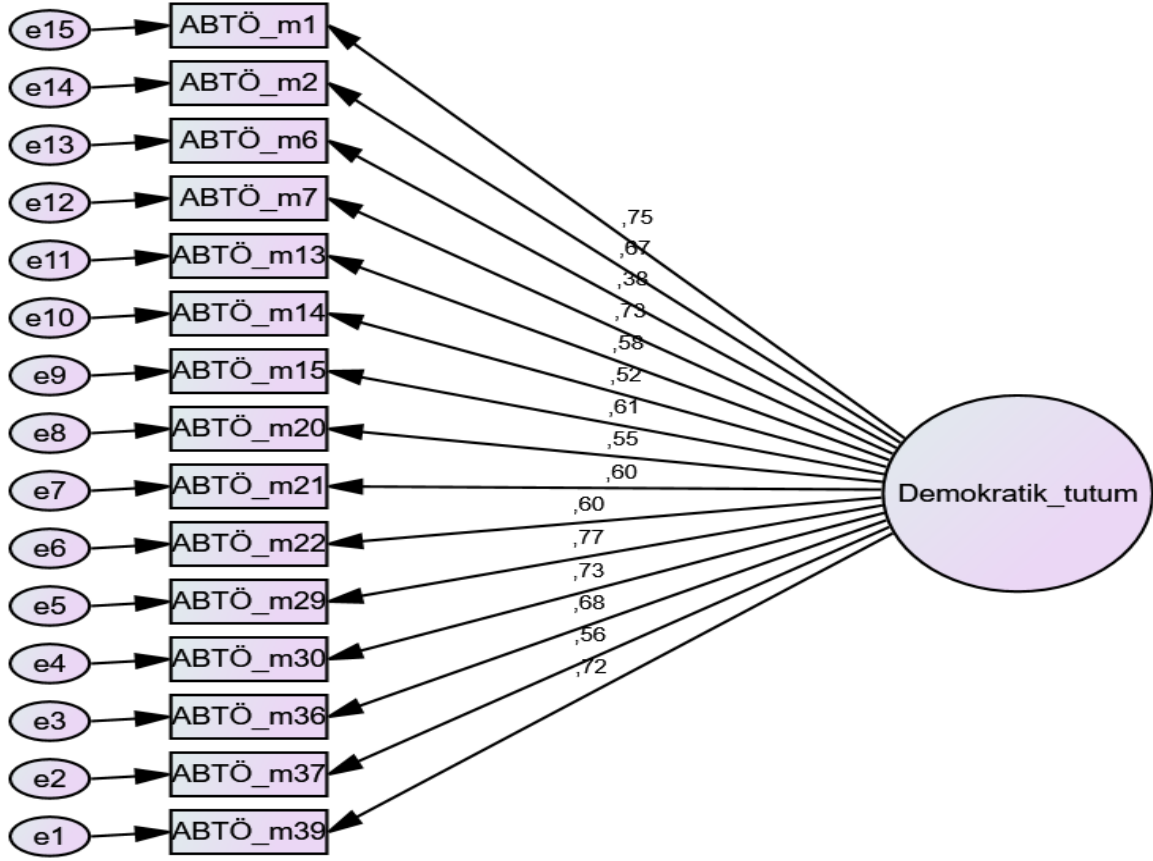 e15 ABTÖ_m1
e14 ABTÖ_m2
e13 ABTÖ_m6
e12 ABTÖ_m7
e11 ABTÖ_m13
e10 ABTÖ_m14
e9 ABTÖ_m15
e8 ABTÖ_m20
e7 ABTÖ_m21
e6 ABTÖ_m22
e5 ABTÖ_m29
e4 ABTÖ_m30
e3 ABTÖ_m36
e2 ABTÖ_m37
e1 ABTÖ_m39
,75
,67
,38
,73
,58
,52
,61
,55
,60
,60
,77
,73
,68
,56
,72
Demokratik_tutum